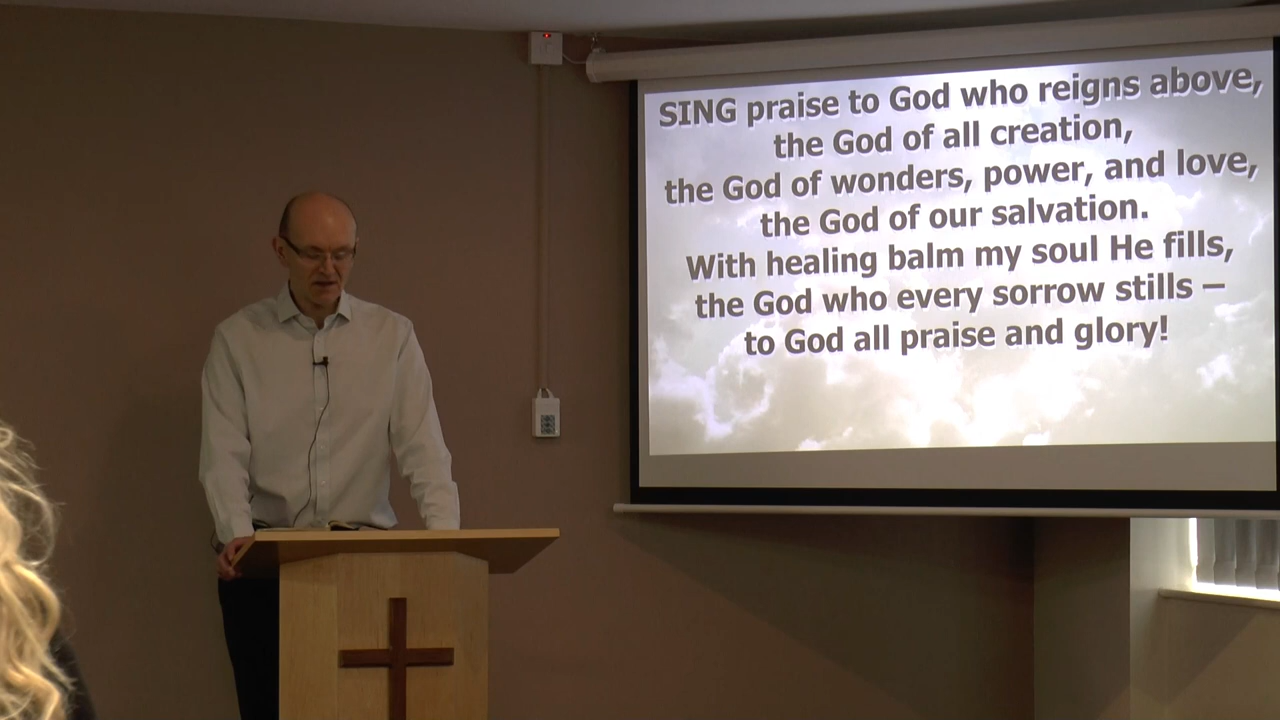 SING praise to God who reigns above,
the God of all creation,
the God of wonders, power, and love,
the God of our salvation.
With healing balm my soul He fills,
the God who every sorrow stills –
to God all praise and glory!